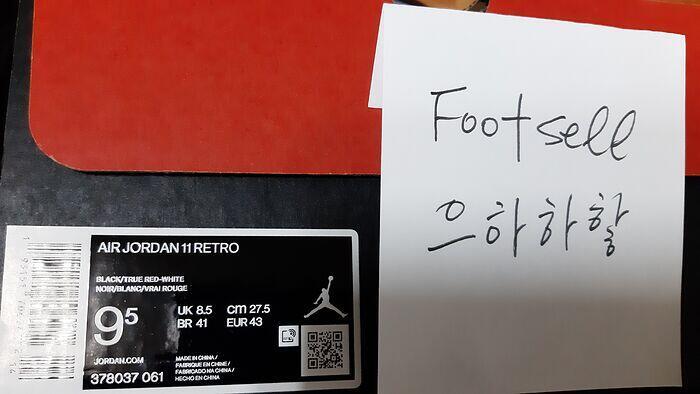 Footsell
으하하핳
AIR JORDAN 11 RETRO
BLACK/TRUE RED-WHITE
NOIR/BLANC/VRAI ROUGE
9⁵
UK 8.5 cm 27.5
BR 41 EUR 43
JORDAN.COM
378037 061
MADE IN CHINA /
FABRIQUE EN CHINE /
FABRICADO NA CHINA /
HECHO EN CHINA